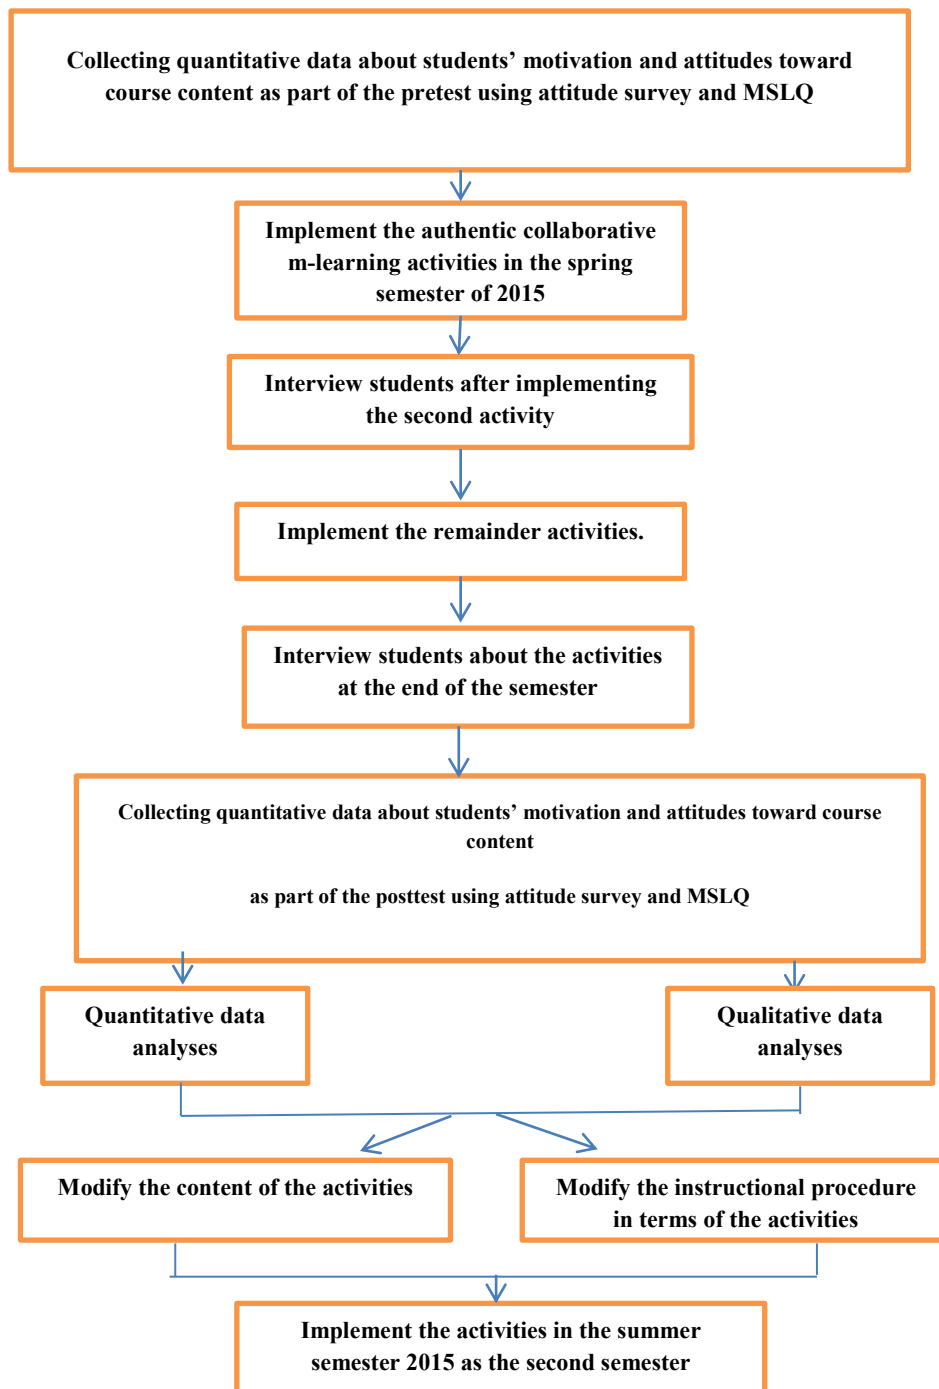 Collecting quantitative data about students’ motivation and attitudes toward
course content as part of the pretest using attitude survey and MSLQ
Implement the authentic collaborative
m-learning activities in the spring
semester of 2015
Interview students after implementing
the second activity
Implement the remainder activities.
Interview students about the activities
at the end of the semester
Collecting quantitative data about students’ motivation and attitudes toward course
content
as part of the posttest using attitude survey and MSLQ
Quantitative data
analyses
Qualitative data
analyses
Modify the content of the activities
Modify the instructional procedure
in terms of the activities
Implement the activities in the summer
semester 2015 as the second semester